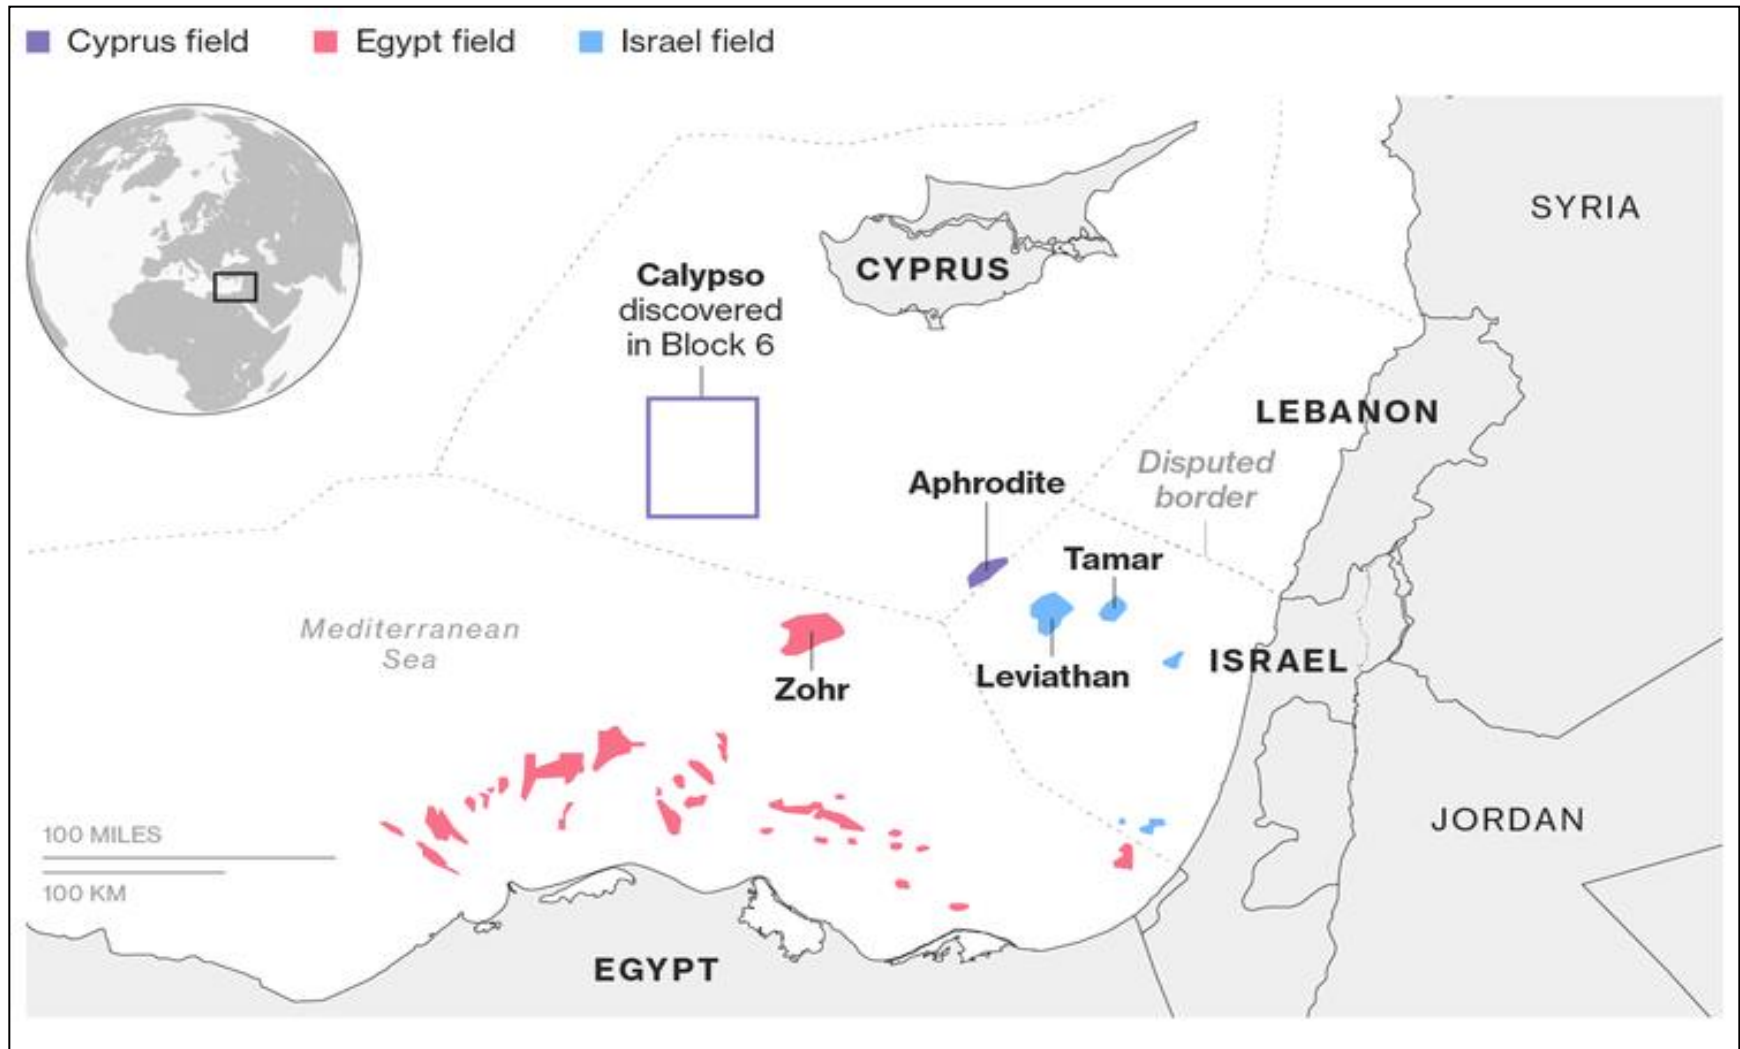 Cyprus field
Egypt field
Israel field
SYRIA
Calypso
discovered
in Block 6
CYPRUS
LEBANON
Disputed
border
Aphrodite
Tamar
Mediterranean
Sea
Zohr
Leviathan
ISRAEL
100 MILES
100 KM
JORDAN
EGYPT